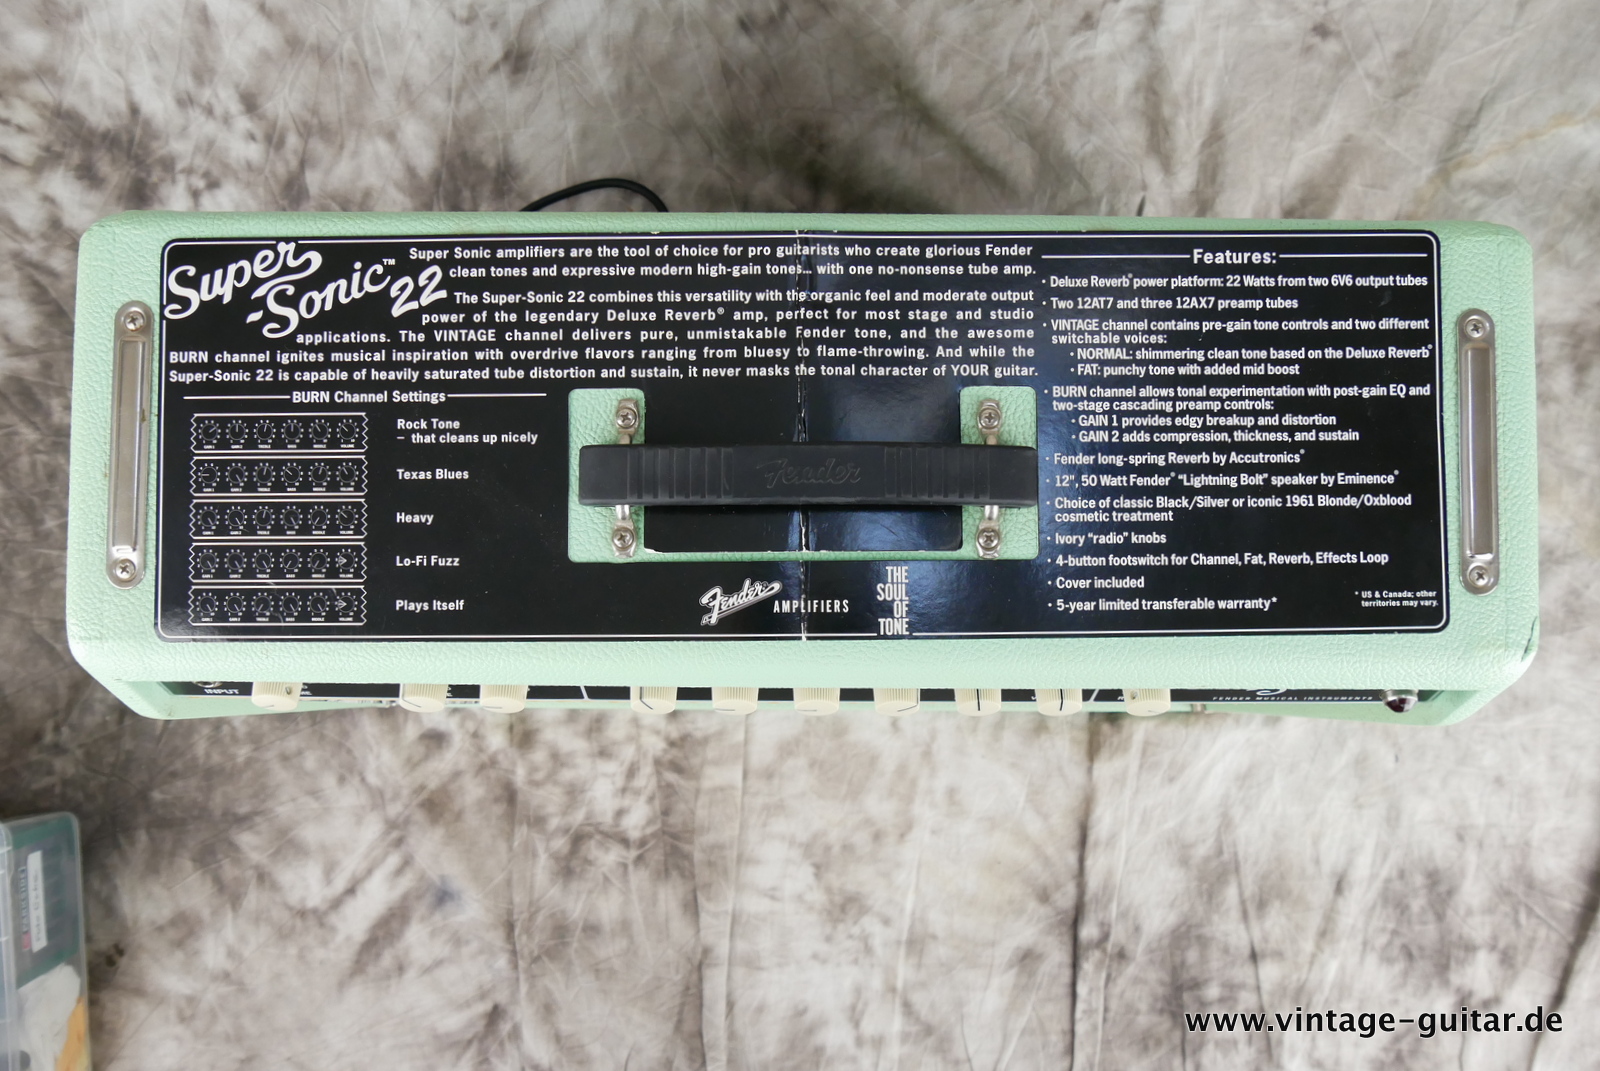 Super
-Sonic™
22
Super Sonic amplifiers are the tool of choice for pro guitarists who create glorious Fender
clean tones and expressive modern high-gain tones... with one no-nonsense tube amp.
The Super-Sonic 22 combines this versatility with the organic feel and moderate output
power of the legendary Deluxe Reverb® amp, perfect for most stage and studio
applications. The VINTAGE channel delivers pure, unmistakable Fender tone, and the awesome
BURN channel ignites musical inspiration with overdrive flavors ranging from bluesy to flame-throwing. And while the
Super-Sonic 22 is capable of heavily saturated tube distortion and sustain, it never masks the tonal character of YOUR guitar.
BURN Channel Settings
Rock Tone
– that cleans up nicely
Texas Blues
Heavy
Lo-Fi Fuzz
Plays Itself
Fender
Fender AMPLIFIERS
THE
SOUL
OF
TONE
Features:
• Deluxe Reverb® power platform: 22 Watts from two 6V6 output tubes
• Two 12AT7 and three 12AX7 preamp tubes
• VINTAGE channel contains pre-gain tone controls and two different
switchable voices:
• NORMAL: shimmering clean tone based on the Deluxe Reverb®
• FAT: punchy tone with added mid boost
• BURN channel allows tonal experimentation with post-gain EQ and
two-stage cascading preamp controls:
• GAIN 1 provides edgy breakup and distortion
• GAIN 2 adds compression, thickness, and sustain
• Fender long-spring Reverb by Accutronics®
• 12", 50 Watt Fender® “Lightning Bolt” speaker by Eminence®
• Choice of classic Black/Silver or iconic 1961 Blonde/Oxblood
cosmetic treatment
• Ivory “radio” knobs
• 4-button footswitch for Channel, Fat, Reverb, Effects Loop
• Cover included
• 5-year limited transferable warranty*
* US & Canada; other
territories may vary.
INPUT
FENDER MUSICAL INSTRUMENTS
www.vintage-guitar.de